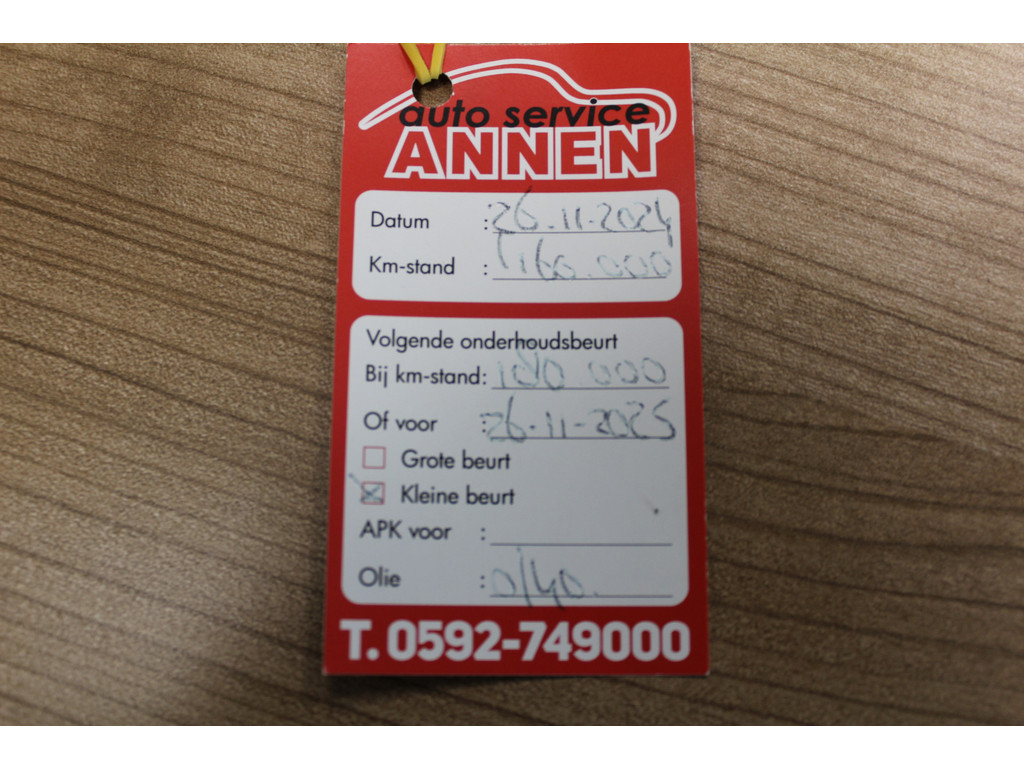 auto service
ANNEN
Datum : 26-11-2024
Km-stand : 160.000
Volgende onderhoudsbeurt
Bij km-stand: 180.000
Of voor : 26-11-2025
Grote beurt
Kleine beurt
APK voor :
Olie : 0/40.
T. 0592-749000